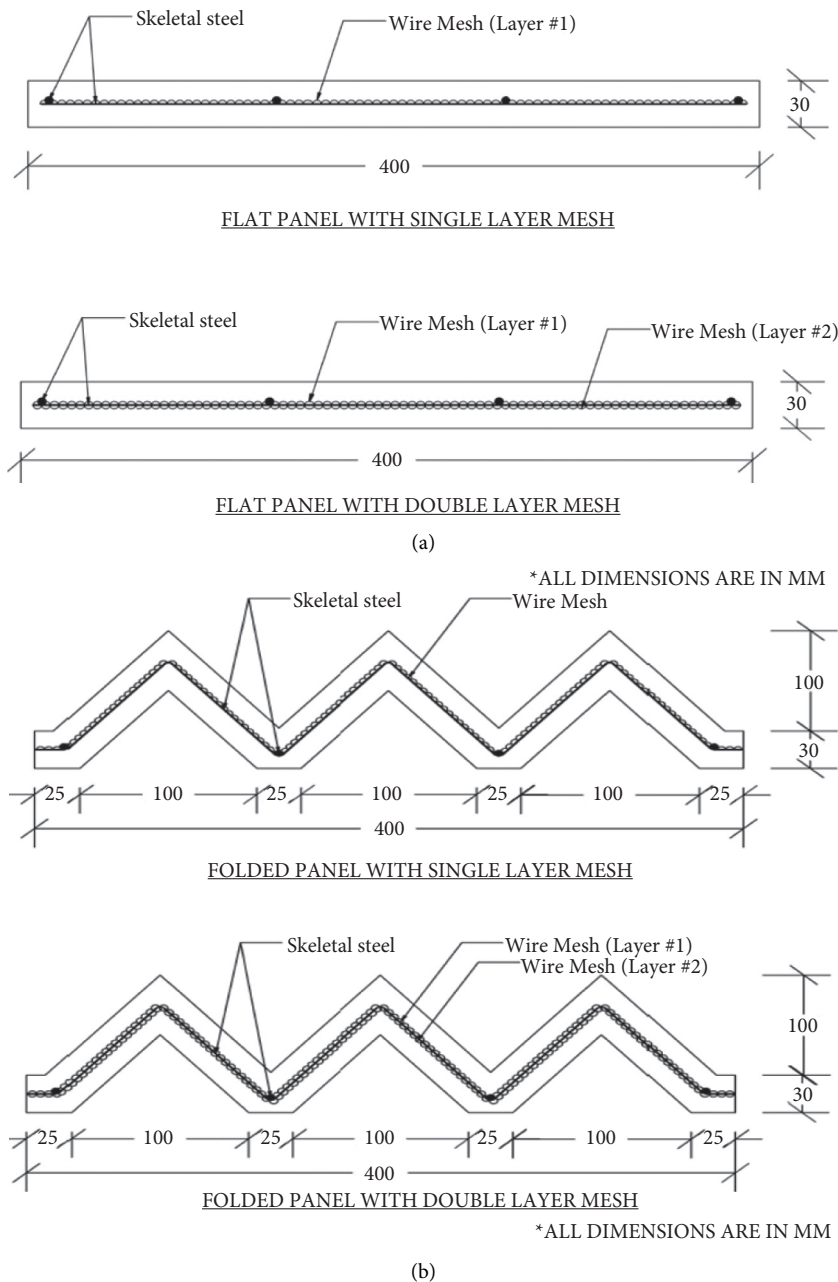 Skeletal steel
Wire Mesh (Layer #1)
30
400
FLAT PANEL WITH SINGLE LAYER MESH
Skeletal steel
Wire Mesh (Layer #1)
Wire Mesh (Layer #2)
30
400
FLAT PANEL WITH DOUBLE LAYER MESH
(a)
*ALL DIMENSIONS ARE IN MM
Skeletal steel
Wire Mesh
100
30
25 100 25 100 25 100 25
400
FOLDED PANEL WITH SINGLE LAYER MESH
Skeletal steel
Wire Mesh (Layer #1)
Wire Mesh (Layer #2)
100
30
25 100 25 100 25 100 25
400
FOLDED PANEL WITH DOUBLE LAYER MESH
*ALL DIMENSIONS ARE IN MM
(b)